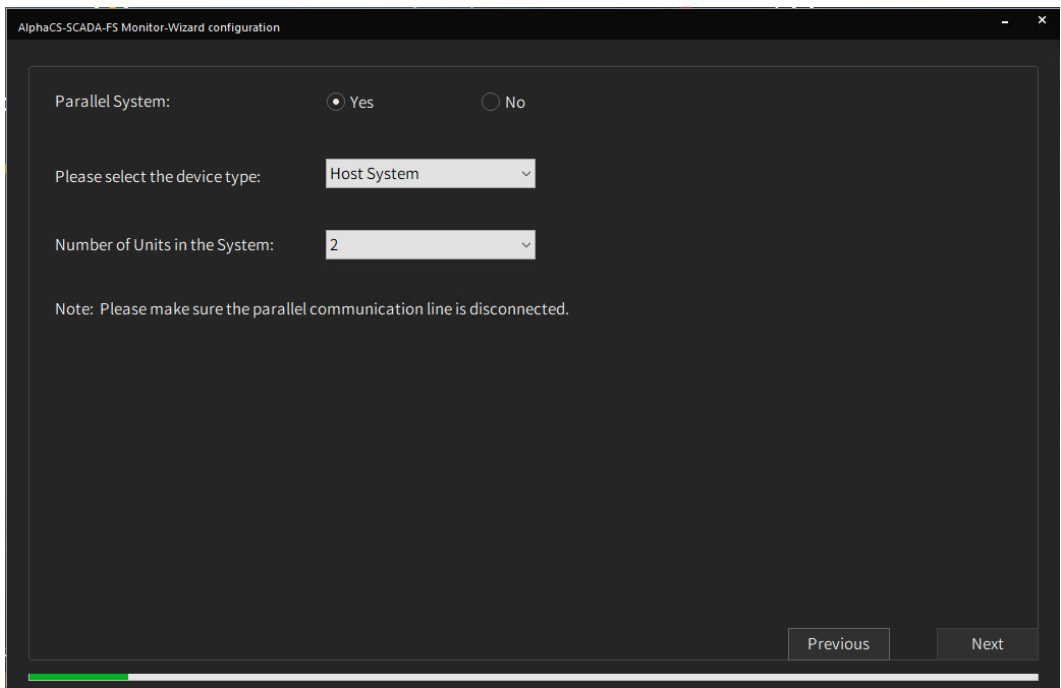 AlphaCS-SCADA-FS Monitor-Wizard configuration
Parallel System: Yes No
Please select the device type: Host System
Number of Units in the System: 2
Note: Please make sure the parallel communication line is disconnected.
Previous Next